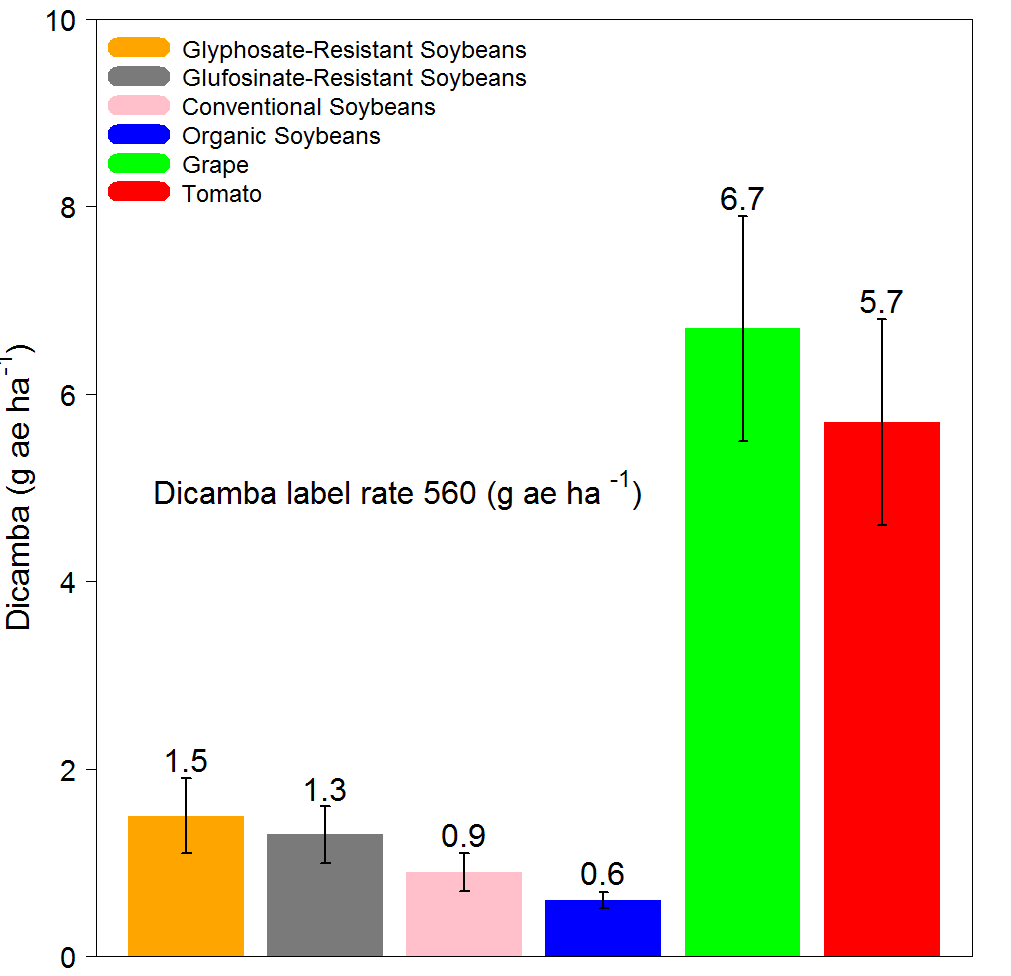 10
8
6
4
2
0
Dicamba (g ae ha⁻¹)
Glyphosate-Resistant Soybeans
Glufosinate-Resistant Soybeans
Conventional Soybeans
Organic Soybeans
Grape
Tomato
Dicamba label rate 560 (g ae ha ⁻¹)
1.5
1.3
0.9
0.6
6.7
5.7